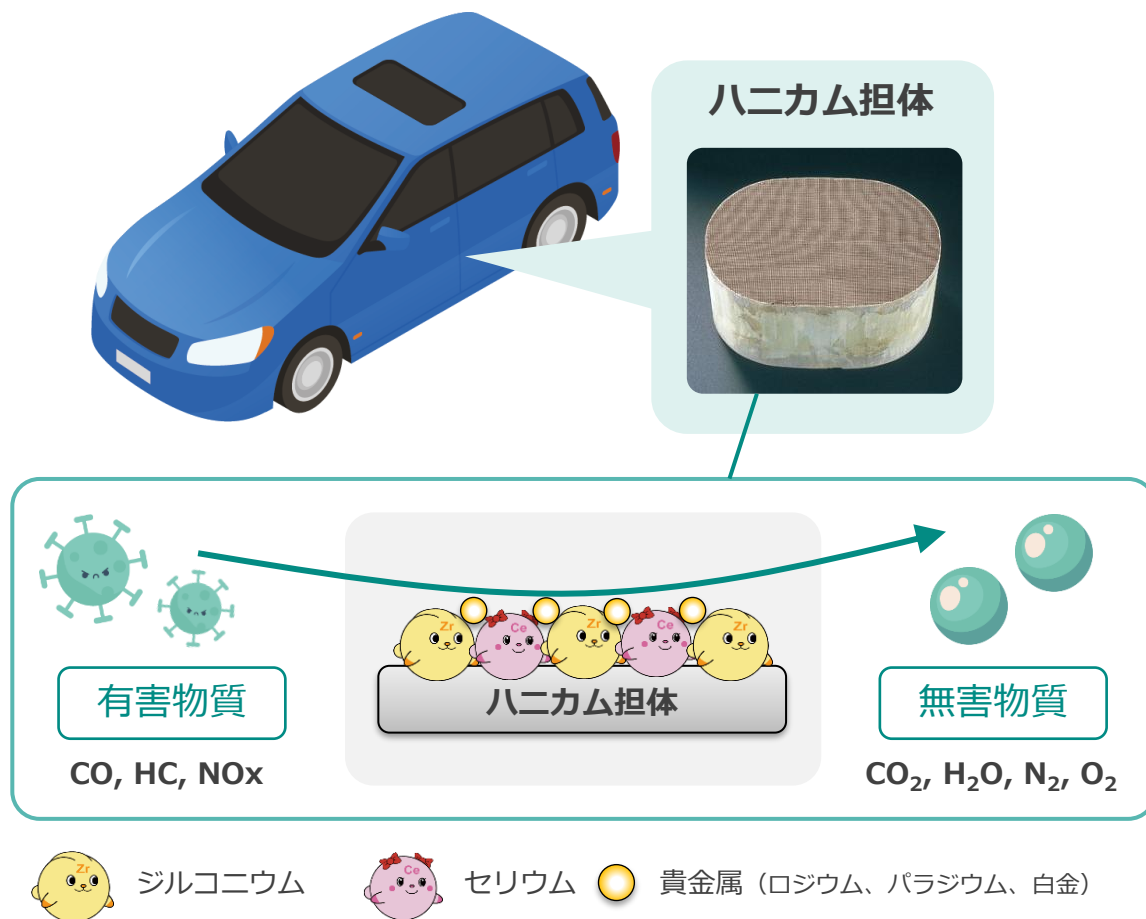 ハニカム担体
Zr
Ce
Zr
Ce
Zr
ハニカム担体
有害物質
無害物質
CO, HC, NOx
CO₂, H₂O, N₂, O₂
Zr
ジルコニウム
Ce
セリウム
貴金属（ロジウム、パラジウム、白金）